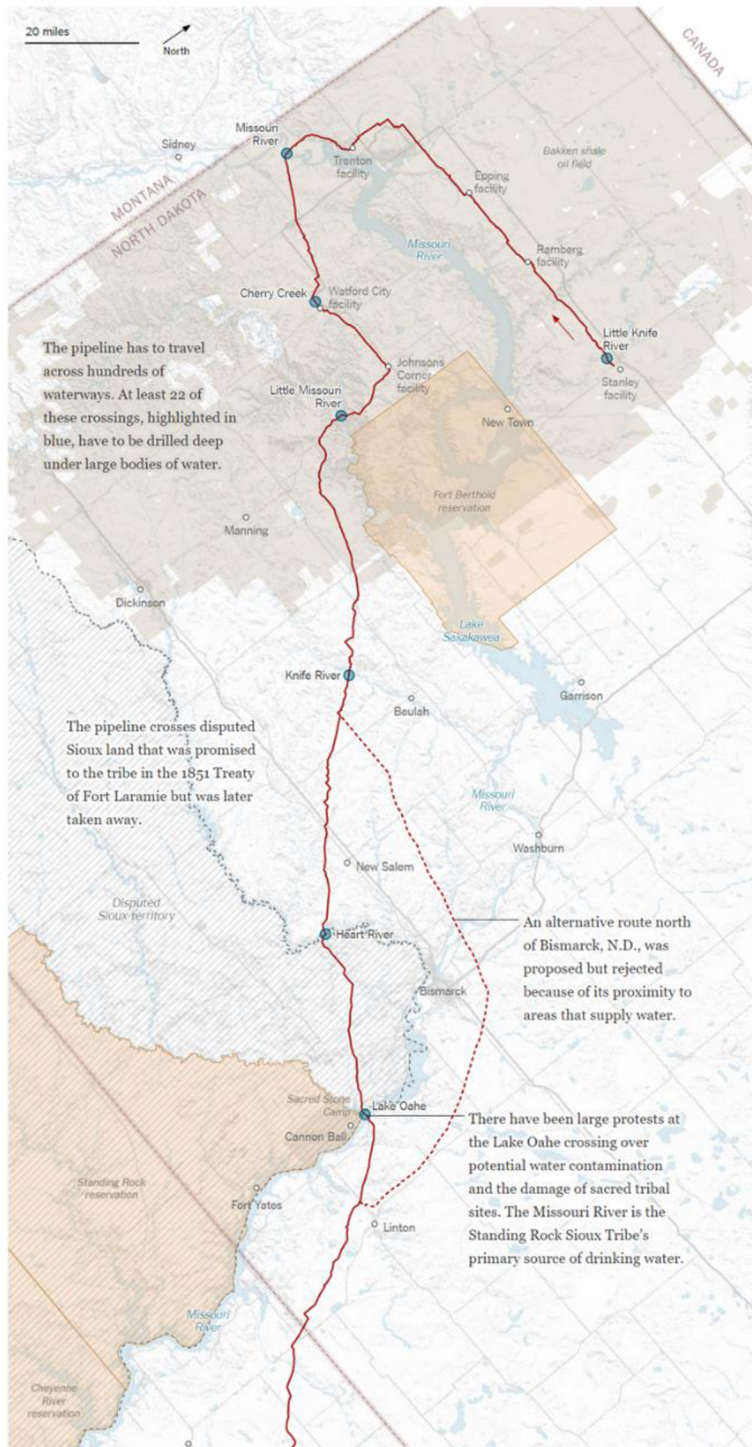 20 miles
North
CANADA
Missouri
River
Sidney
Trenton
facility
Bakken shale
oil field
Epping
facility
MONTANA
NORTH DAKOTA
Missouri
River
Ramberg
facility
Cherry Creek
Watford City
facility
Little Knife
River
Stanley
facility
The pipeline has to travel
across hundreds of
waterways. At least 22 of
these crossings, highlighted in
blue, have to be drilled deep
under large bodies of water.
Johnsons
Corner
facility
Little Missouri
River
New Town
Fort Berthold
reservation
Manning
Dickinson
Lake
Sakakawea
Knife River
Garrison
Beulah
The pipeline crosses disputed
Sioux land that was promised
to the tribe in the 1851 Treaty
of Fort Laramie but was later
taken away.
Missouri
River
Washburn
New Salem
Disputed
Sioux territory
Heart River
An alternative route north
of Bismarck, N.D., was
proposed but rejected
because of its proximity to
areas that supply water.
Bismarck
Sacred Stone
Camp
Lake Oahe
Cannon Ball
There have been large protests at
the Lake Oahe crossing over
potential water contamination
and the damage of sacred tribal
sites. The Missouri River is the
Standing Rock Sioux Tribe's
primary source of drinking water.
Standing Rock
reservation
Fort Yates
Linton
Missouri
River
Cheyenne
River
reservation